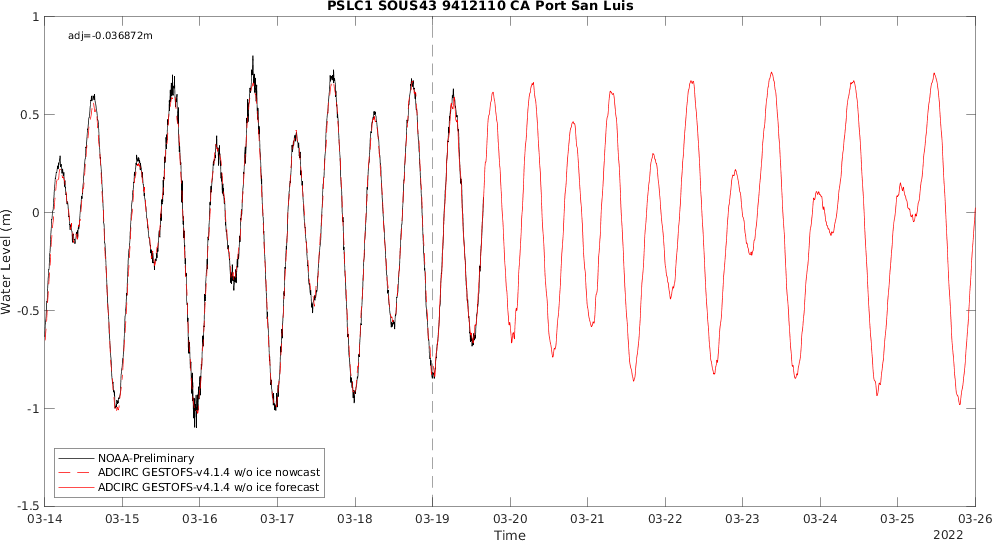 PSLC1 SOUS43 9412110 CA Port San Luis
adj=-0.036872m
1
0.5
0
-0.5
-1
-1.5
Water Level (m)
NOAA-Preliminary
ADCIRC GESTOFS-v4.1.4 w/o ice nowcast
ADCIRC GESTOFS-v4.1.4 w/o ice forecast
03-14 03-15 03-16 03-17 03-18 03-19 03-20 03-21 03-22 03-23 03-24 03-25 03-26
Time
2022